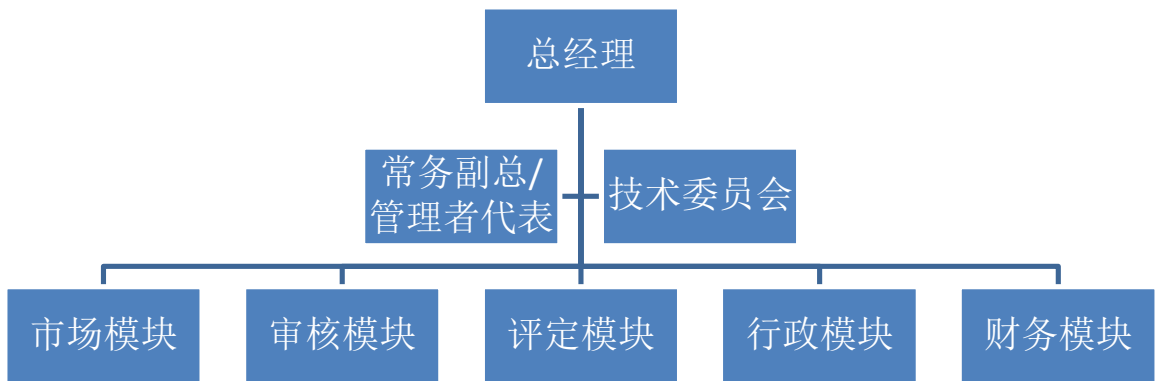 总经理
常务副总/
管理者代表
技术委员会
市场模块
审核模块
评定模块
行政模块
财务模块